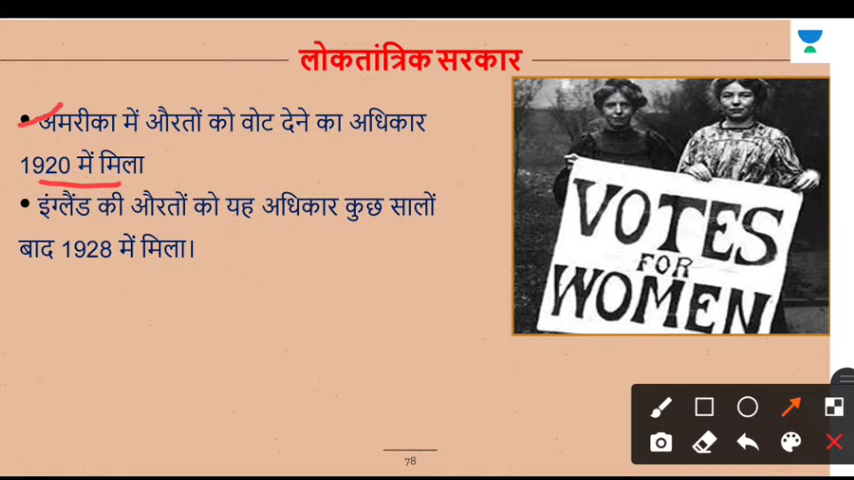 लोकतांत्रिक सरकार
• अमरीका में औरतों को वोट देने का अधिकार
1920 में मिला
• इंग्लैंड की औरतों को यह अधिकार कुछ सालों
बाद 1928 में मिला।
VOTES
FOR
WOMEN
78